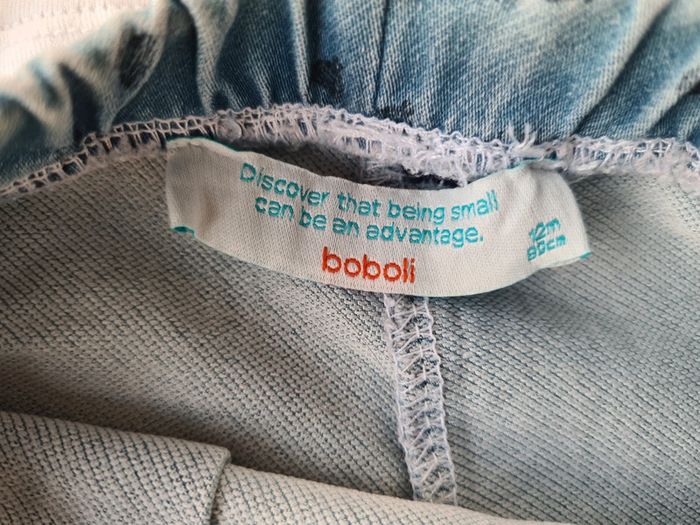 Discover that being small
can be an advantage.
boboli
12m
80cm